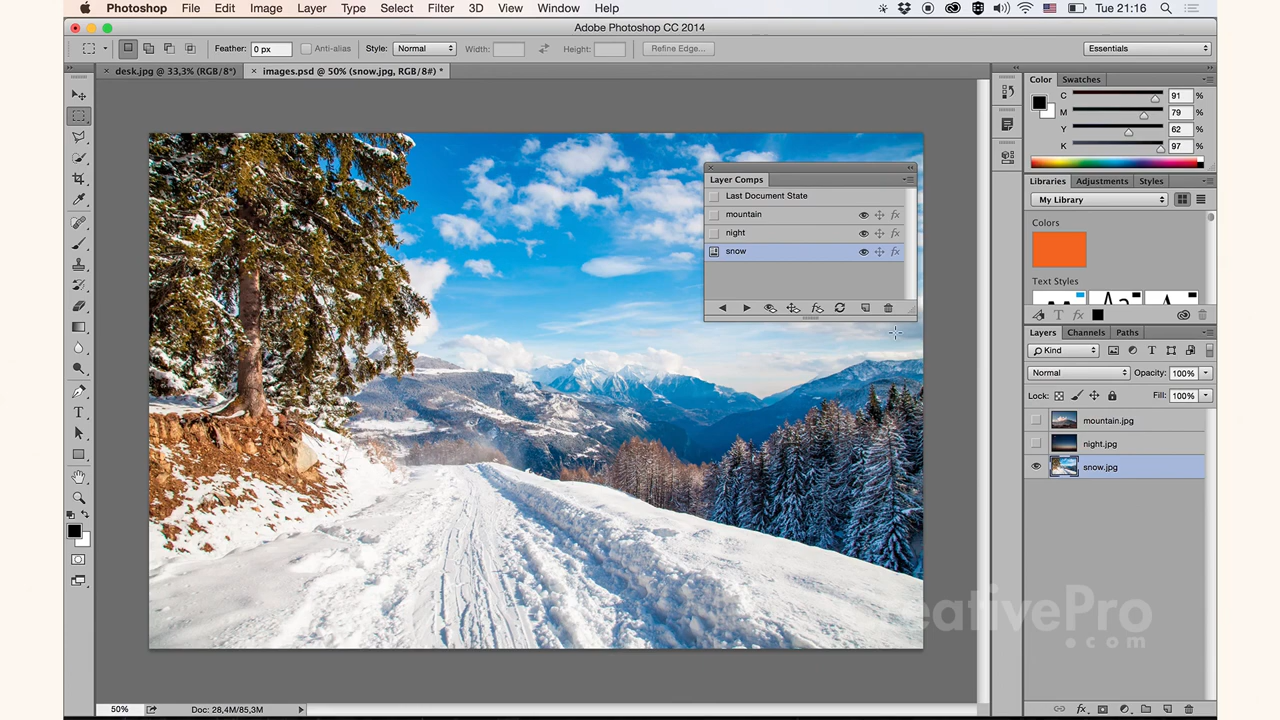 Photoshop File Edit Image Layer Type Select Filter 3D View Window Help Tue 21:16
Adobe Photoshop CC 2014
Feather: 0 px Anti-alias Style: Normal Width: Height: Refine Edge... Essentials
desk.jpg @ 33,3% (RGB/8*) images.psd @ 50% (snow.jpg, RGB/8#) *
Color Swatches
C 91 %
M 79 %
Y 62 %
K 97 %
Layer Comps
Last Document State
mountain fx
night fx
snow fx
Libraries Adjustments Styles
My Library
Colors
Text Styles
Layers Channels Paths
Kind
Normal Opacity: 100%
Lock: Fill: 100%
mountain.jpg
night.jpg
snow.jpg
eativePro
.com
50% Doc: 28,4M/85,3M